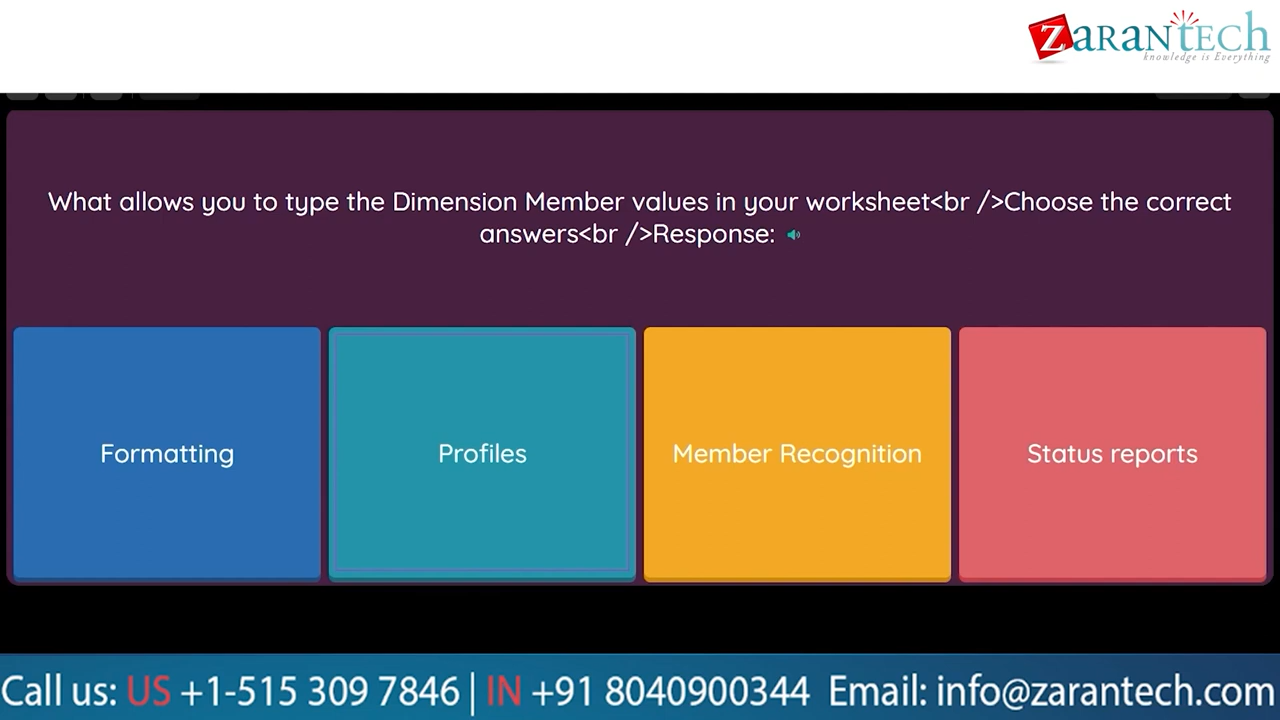 ZARANTECH
knowledge is Everything
What allows you to type the Dimension Member values in your worksheet<br />Choose the correct
answers<br />Response:
Formatting
Profiles
Member Recognition
Status reports
Call us: US +1-515 309 7846 | IN +91 8040900344 Email: info@zarantech.com